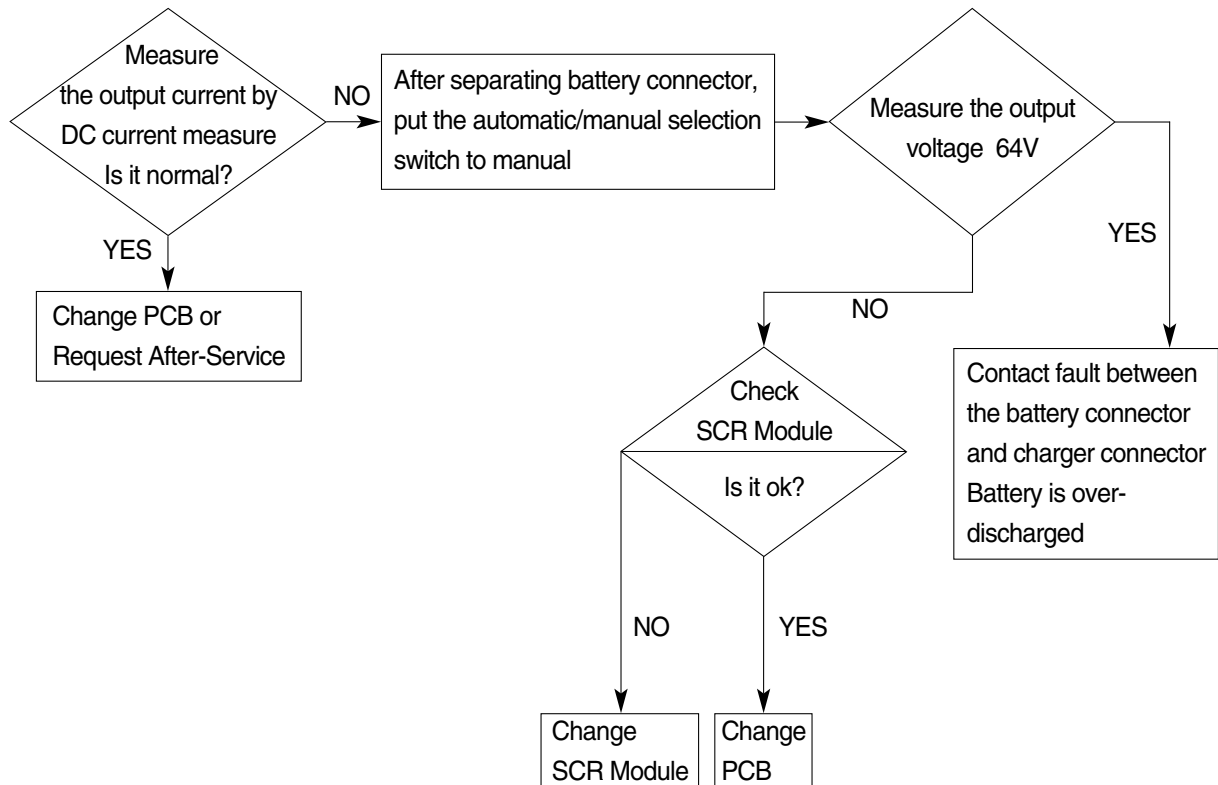 Measure
the output current by
DC current measure
Is it normal?
NO
After separating battery connector,
put the automatic/manual selection
switch to manual
Measure the output
voltage 64V
YES
YES
NO
Change PCB or
Request After-Service
Check
SCR Module
Is it ok?
Contact fault between
the battery connector
and charger connector
Battery is over-
discharged
NO
YES
Change
SCR Module
Change
PCB